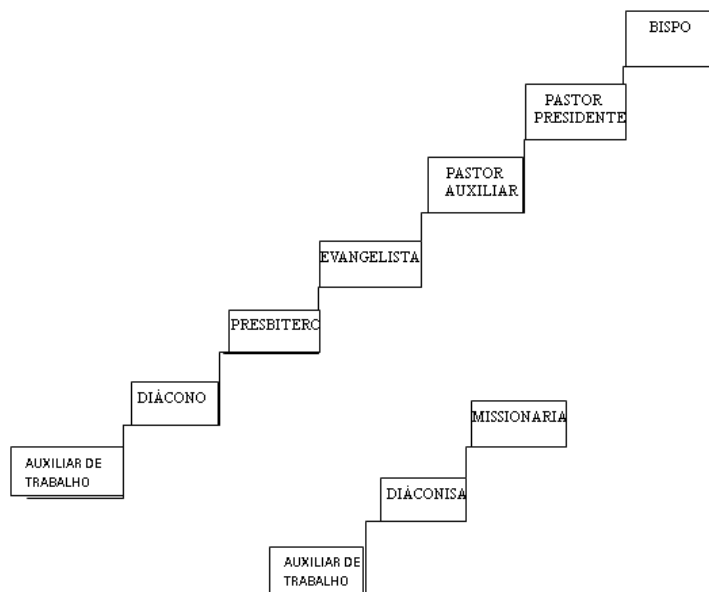 BISPO
PASTOR
PRESIDENTE
PASTOR
AUXILIAR
EVANGELISTA
PRESBITERO
DIÁCONO
MISSIONARIA
AUXILIAR DE
TRABALHO
DIÁCONISA
AUXILIAR DE
TRABALHO